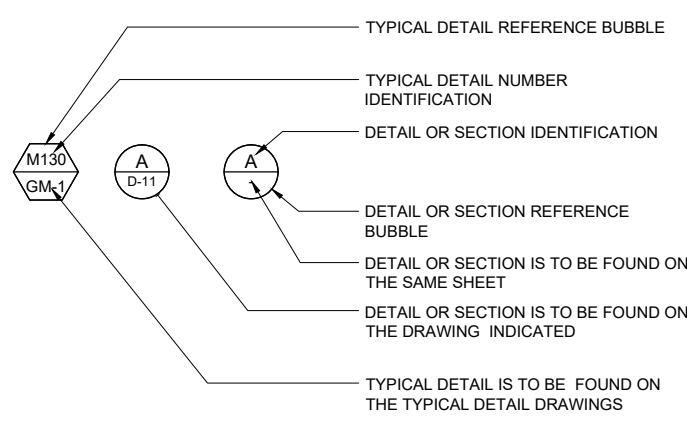 TYPICAL DETAIL REFERENCE BUBBLE
TYPICAL DETAIL NUMBER
IDENTIFICATION
DETAIL OR SECTION IDENTIFICATION
M130
GM-1
A
D-11
A
-
DETAIL OR SECTION REFERENCE
BUBBLE
DETAIL OR SECTION IS TO BE FOUND ON
THE SAME SHEET
DETAIL OR SECTION IS TO BE FOUND ON
THE DRAWING INDICATED
TYPICAL DETAIL IS TO BE FOUND ON
THE TYPICAL DETAIL DRAWINGS